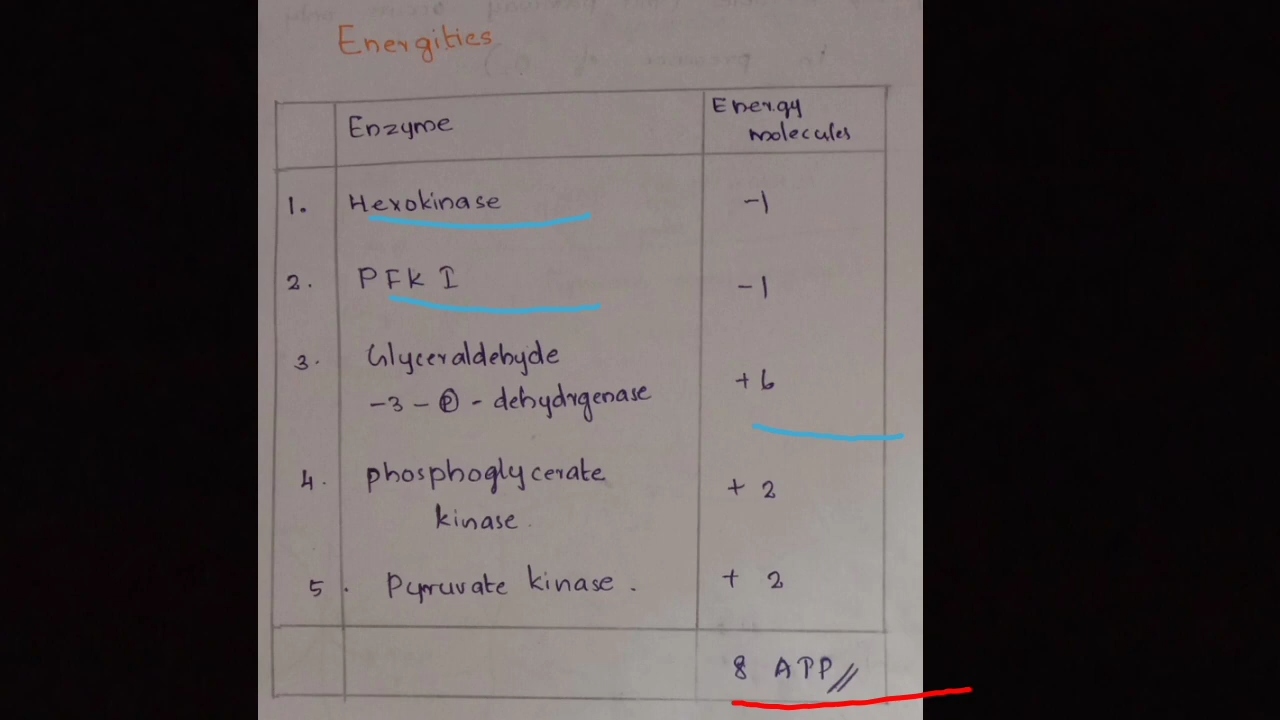 Energitics
Enzyme
Energy
molecules
1. Hexokinase -1
2. PFK I -1
3. Glyceraldehyde
-3-Ⓟ-dehydrgenase +6
4. phosphoglycerate
kinase. + 2
5. Pyruvate kinase. + 2
8 APP//